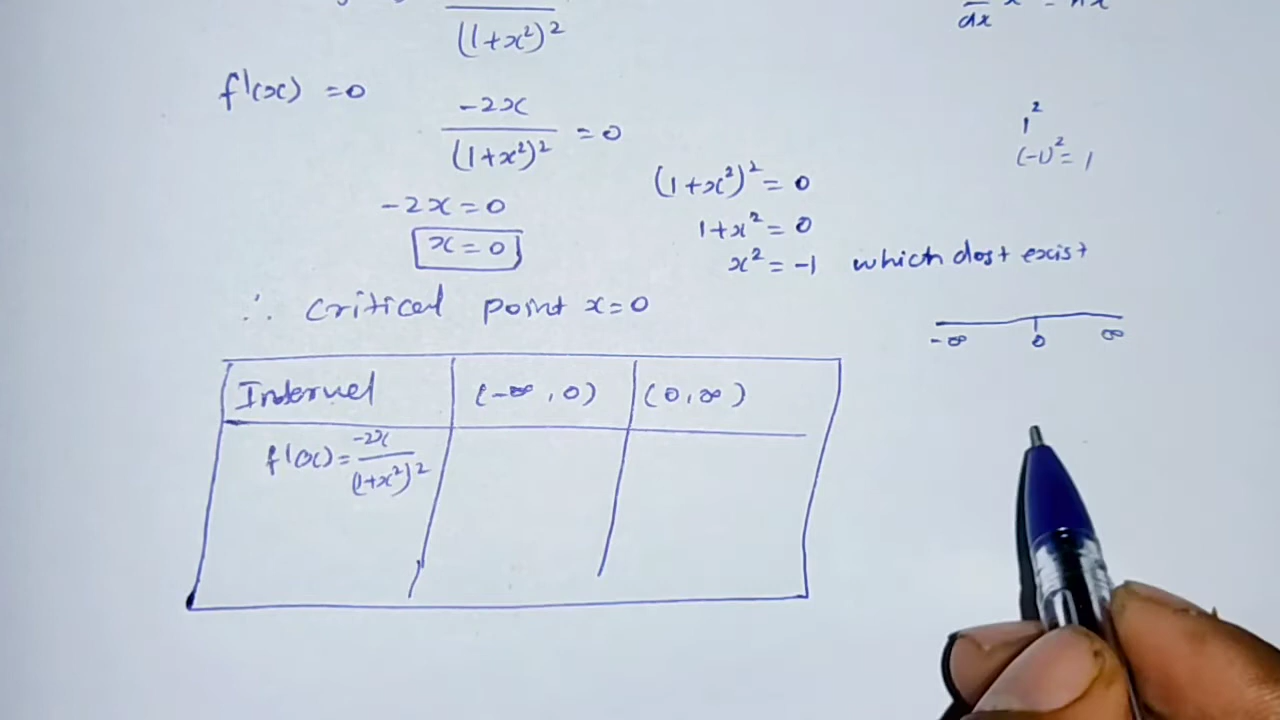 (1+x²)²
dx
f'(x) = 0
-2x
/(1+x²)² = 0
1²
(-1)² = 1
(1+x²)² = 0
-2x = 0
1+x² = 0
x = 0
x² = -1 which dost exist
∴ critical point x=0
-∞ 0 ∞
Interval (-∞, 0) (0, ∞)
f'(x) = -2x/(1+x²)²